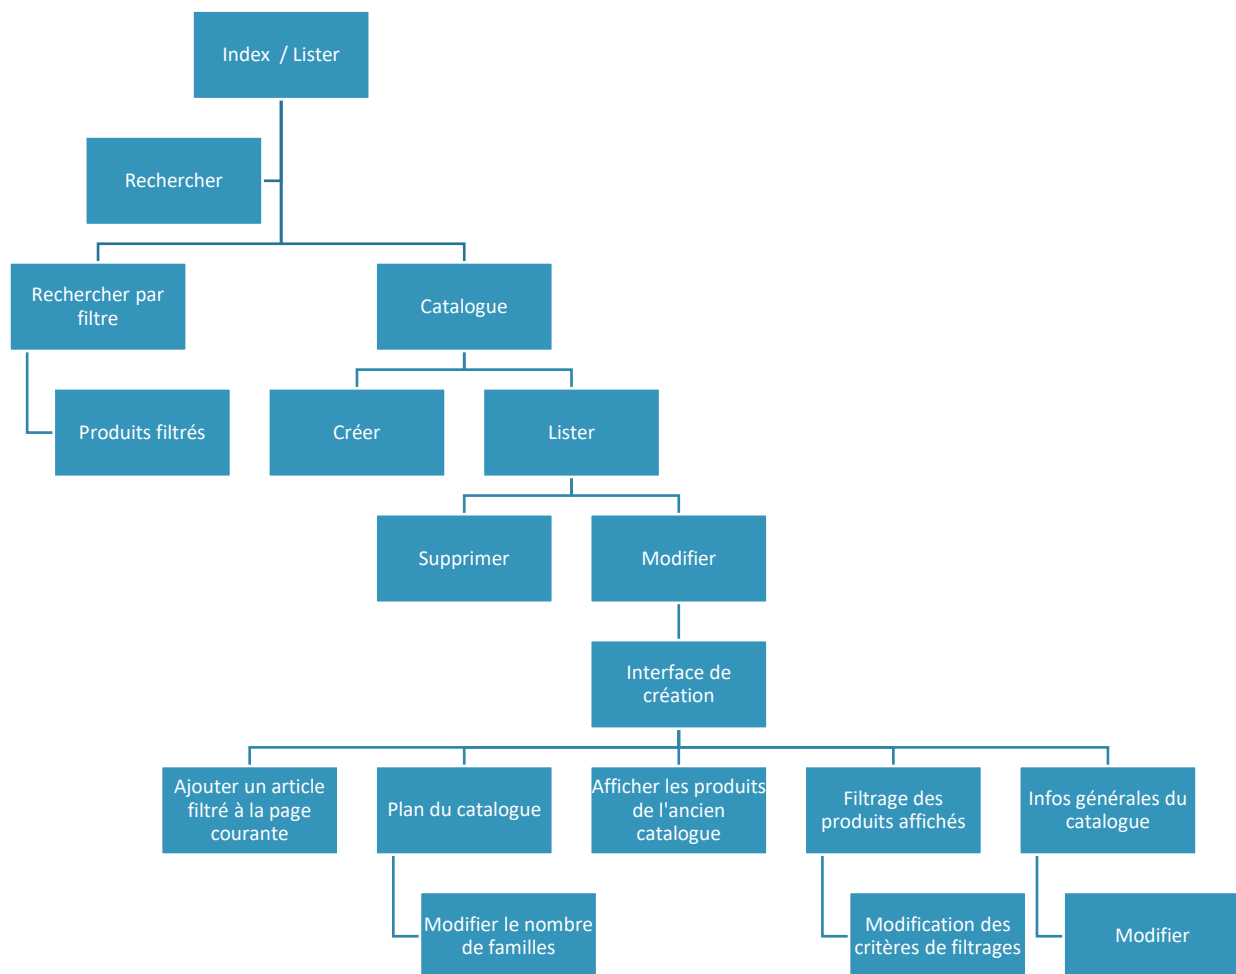 Index  / Lister
Rechercher
Rechercher par
filtre
Catalogue
Produits filtrés
Créer
Lister
Supprimer
Modifier
Interface de
création
Ajouter un article
filtré à la page
courante
Plan du catalogue
Afficher les produits
de l'ancien
catalogue
Filtrage des
produits affichés
Infos générales du
catalogue
Modifier le nombre
de familles
Modification des
critères de filtrages
Modifier